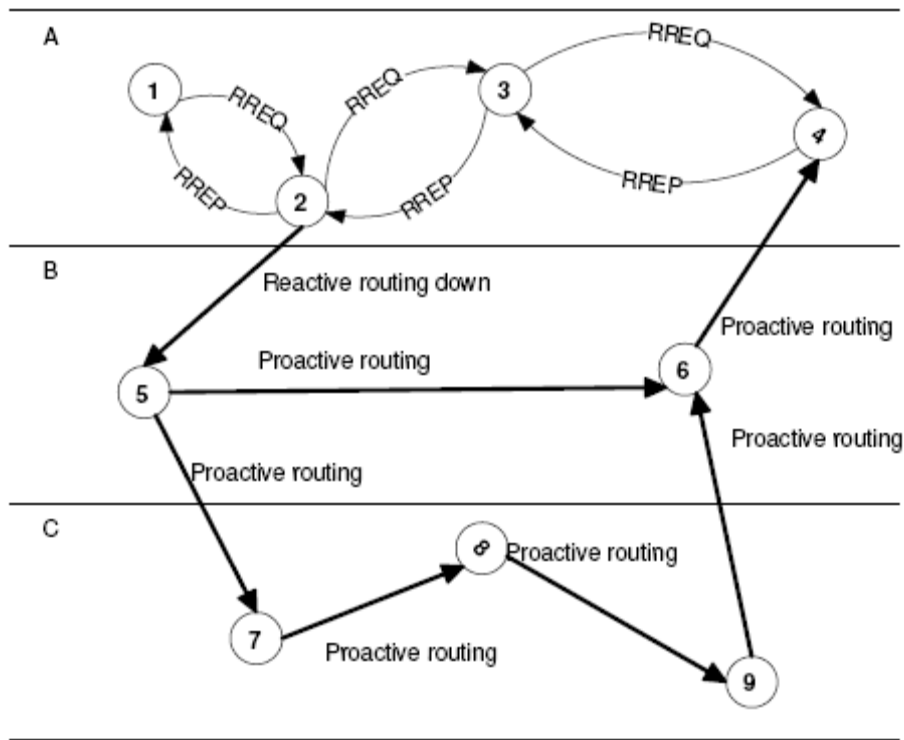 A
RREQ
1
RREQ
RREQ
3
4
RREP
RREP
RREP
2
B
Reactive routing down
Proactive routing
Proactive routing
6
5
Proactive routing
Proactive routing
C
8
Proactive routing
7
Proactive routing
9